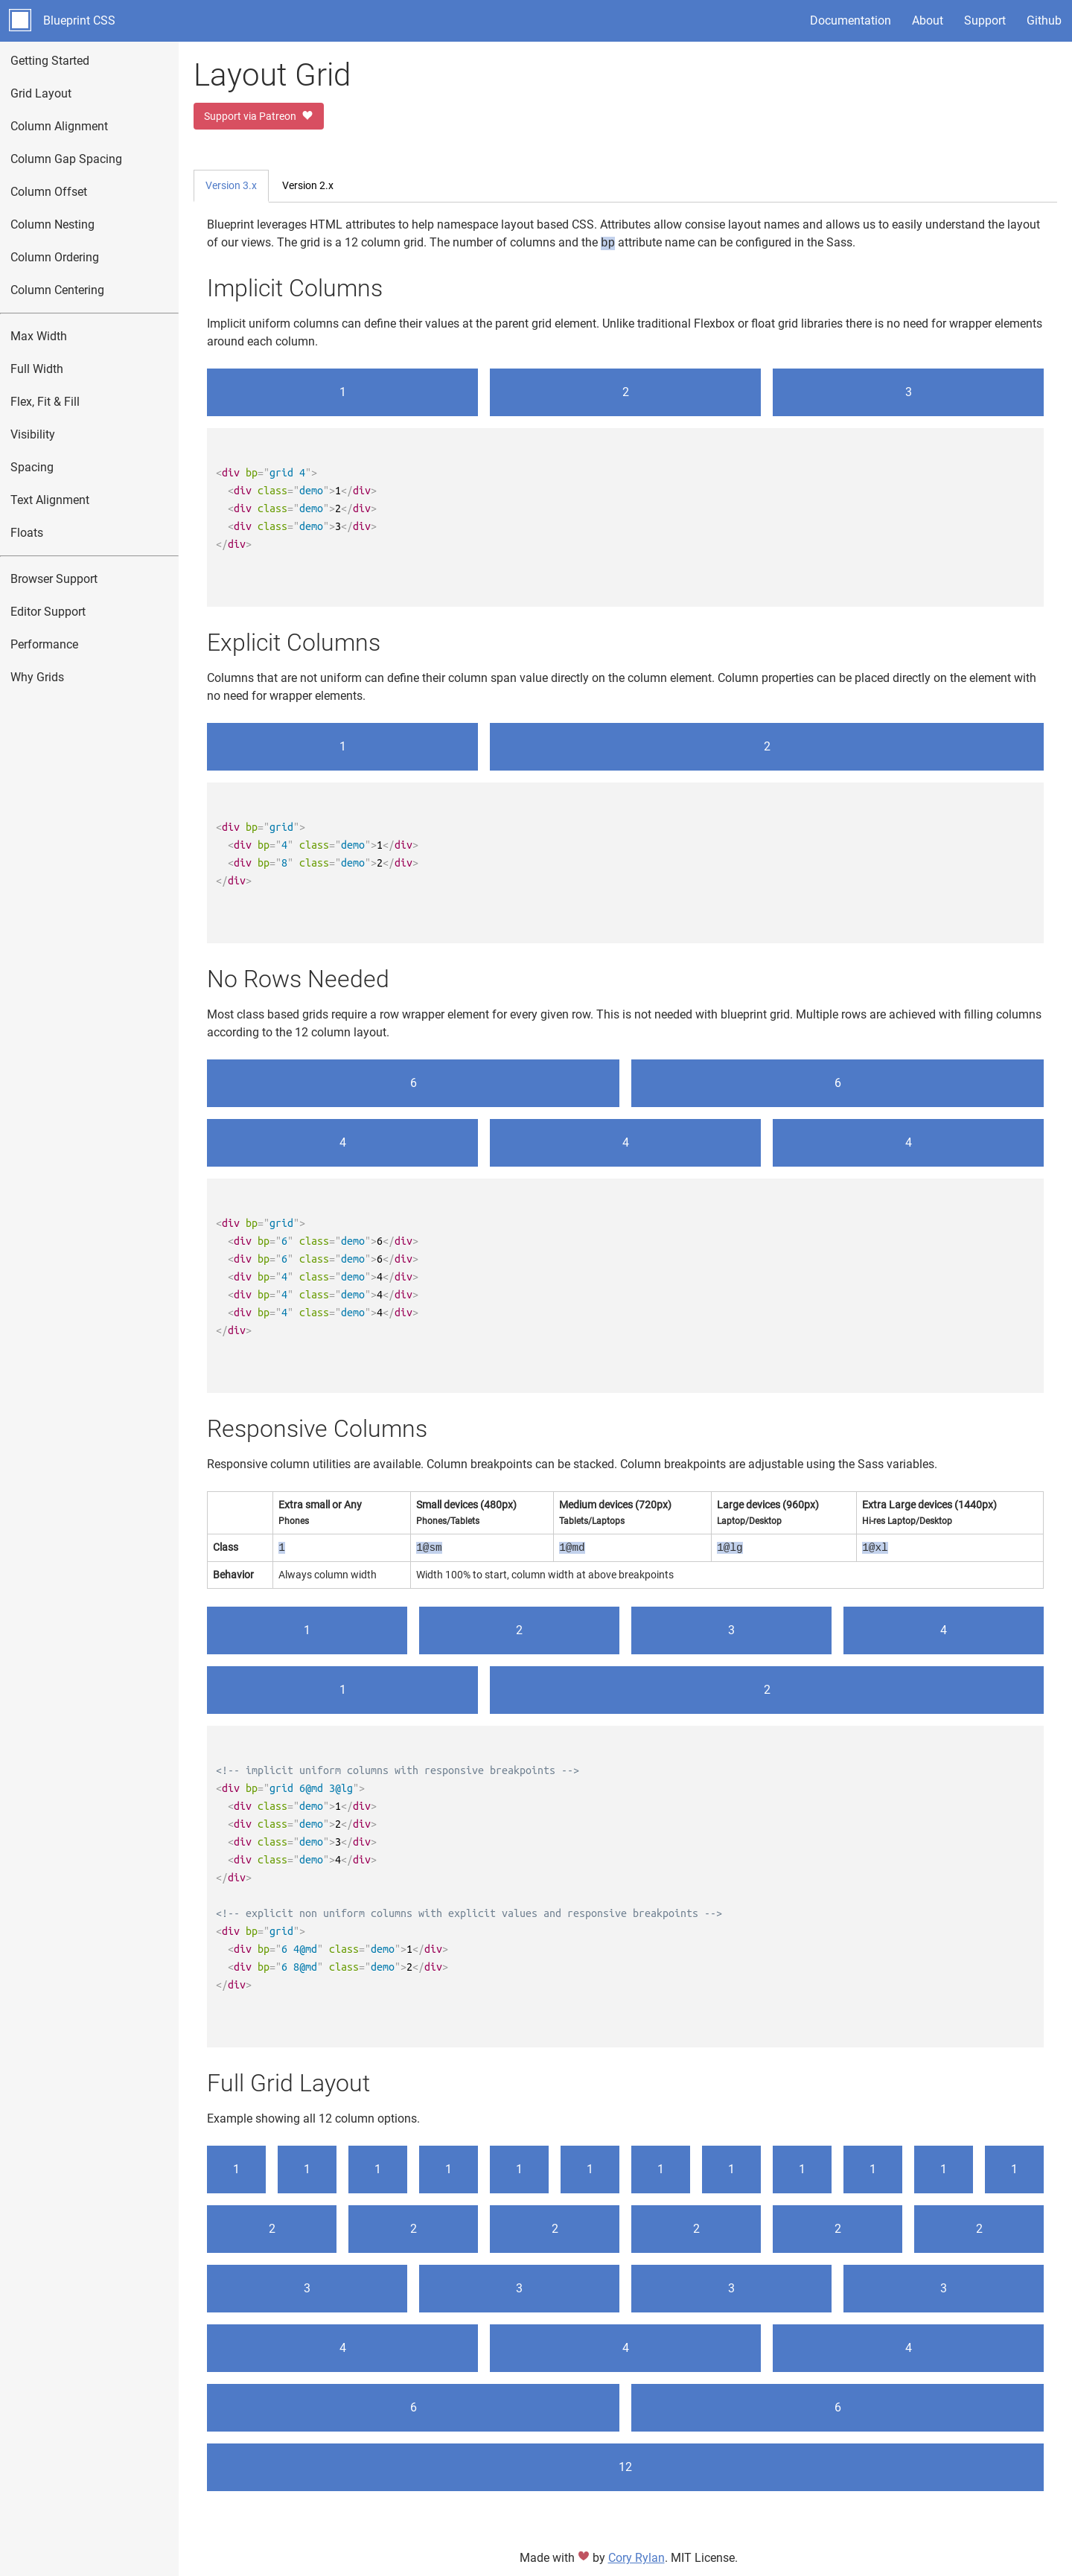 Blueprint CSS
Documentation
About
Support
Github
Getting Started
Grid Layout
Column Alignment
Column Gap Spacing
Column Offset
Column Nesting
Column Ordering
Column Centering
Max Width
Full Width
Flex, Fit & Fill
Visibility
Spacing
Text Alignment
Floats
Browser Support
Editor Support
Performance
Why Grids
Layout Grid
Support via Patreon
Version 3.x
Version 2.x
Blueprint leverages HTML attributes to help namespace layout based CSS. Attributes allow consise layout names and allows us to easily understand the layout
of our views. The grid is a 12 column grid. The number of columns and the bp attribute name can be configured in the Sass.
Implicit Columns
Implicit uniform columns can define their values at the parent grid element. Unlike traditional Flexbox or float grid libraries there is no need for wrapper elements
around each column.
1 2 3
<div bp="grid 4">
  <div class="demo">1</div>
  <div class="demo">2</div>
  <div class="demo">3</div>
</div>
Explicit Columns
Columns that are not uniform can define their column span value directly on the column element. Column properties can be placed directly on the element with
no need for wrapper elements.
1 2
<div bp="grid">
  <div bp="4" class="demo">1</div>
  <div bp="8" class="demo">2</div>
</div>
No Rows Needed
Most class based grids require a row wrapper element for every given row. This is not needed with blueprint grid. Multiple rows are achieved with filling columns
according to the 12 column layout.
6 6
4 4 4
<div bp="grid">
  <div bp="6" class="demo">6</div>
  <div bp="6" class="demo">6</div>
  <div bp="4" class="demo">4</div>
  <div bp="4" class="demo">4</div>
  <div bp="4" class="demo">4</div>
</div>
Responsive Columns
Responsive column utilities are available. Column breakpoints can be stacked. Column breakpoints are adjustable using the Sass variables.
Extra small or Any Small devices (480px) Medium devices (720px) Large devices (960px) Extra Large devices (1440px)
Phones Phones/Tablets Tablets/Laptops Laptop/Desktop Hi-res Laptop/Desktop
Class 1 1@sm 1@md 1@lg 1@xl
Behavior Always column width Width 100% to start, column width at above breakpoints
1 2 3 4
1 2
<!-- implicit uniform columns with responsive breakpoints -->
<div bp="grid 6@md 3@lg">
  <div class="demo">1</div>
  <div class="demo">2</div>
  <div class="demo">3</div>
  <div class="demo">4</div>
</div>
<!-- explicit non uniform columns with explicit values and responsive breakpoints -->
<div bp="grid">
  <div bp="6 4@md" class="demo">1</div>
  <div bp="6 8@md" class="demo">2</div>
</div>
Full Grid Layout
Example showing all 12 column options.
1 1 1 1 1 1 1 1 1 1 1 1
2 2 2 2 2 2
3 3 3 3
4 4 4
6 6
12
Made with ❤ by Cory Rylan. MIT License.